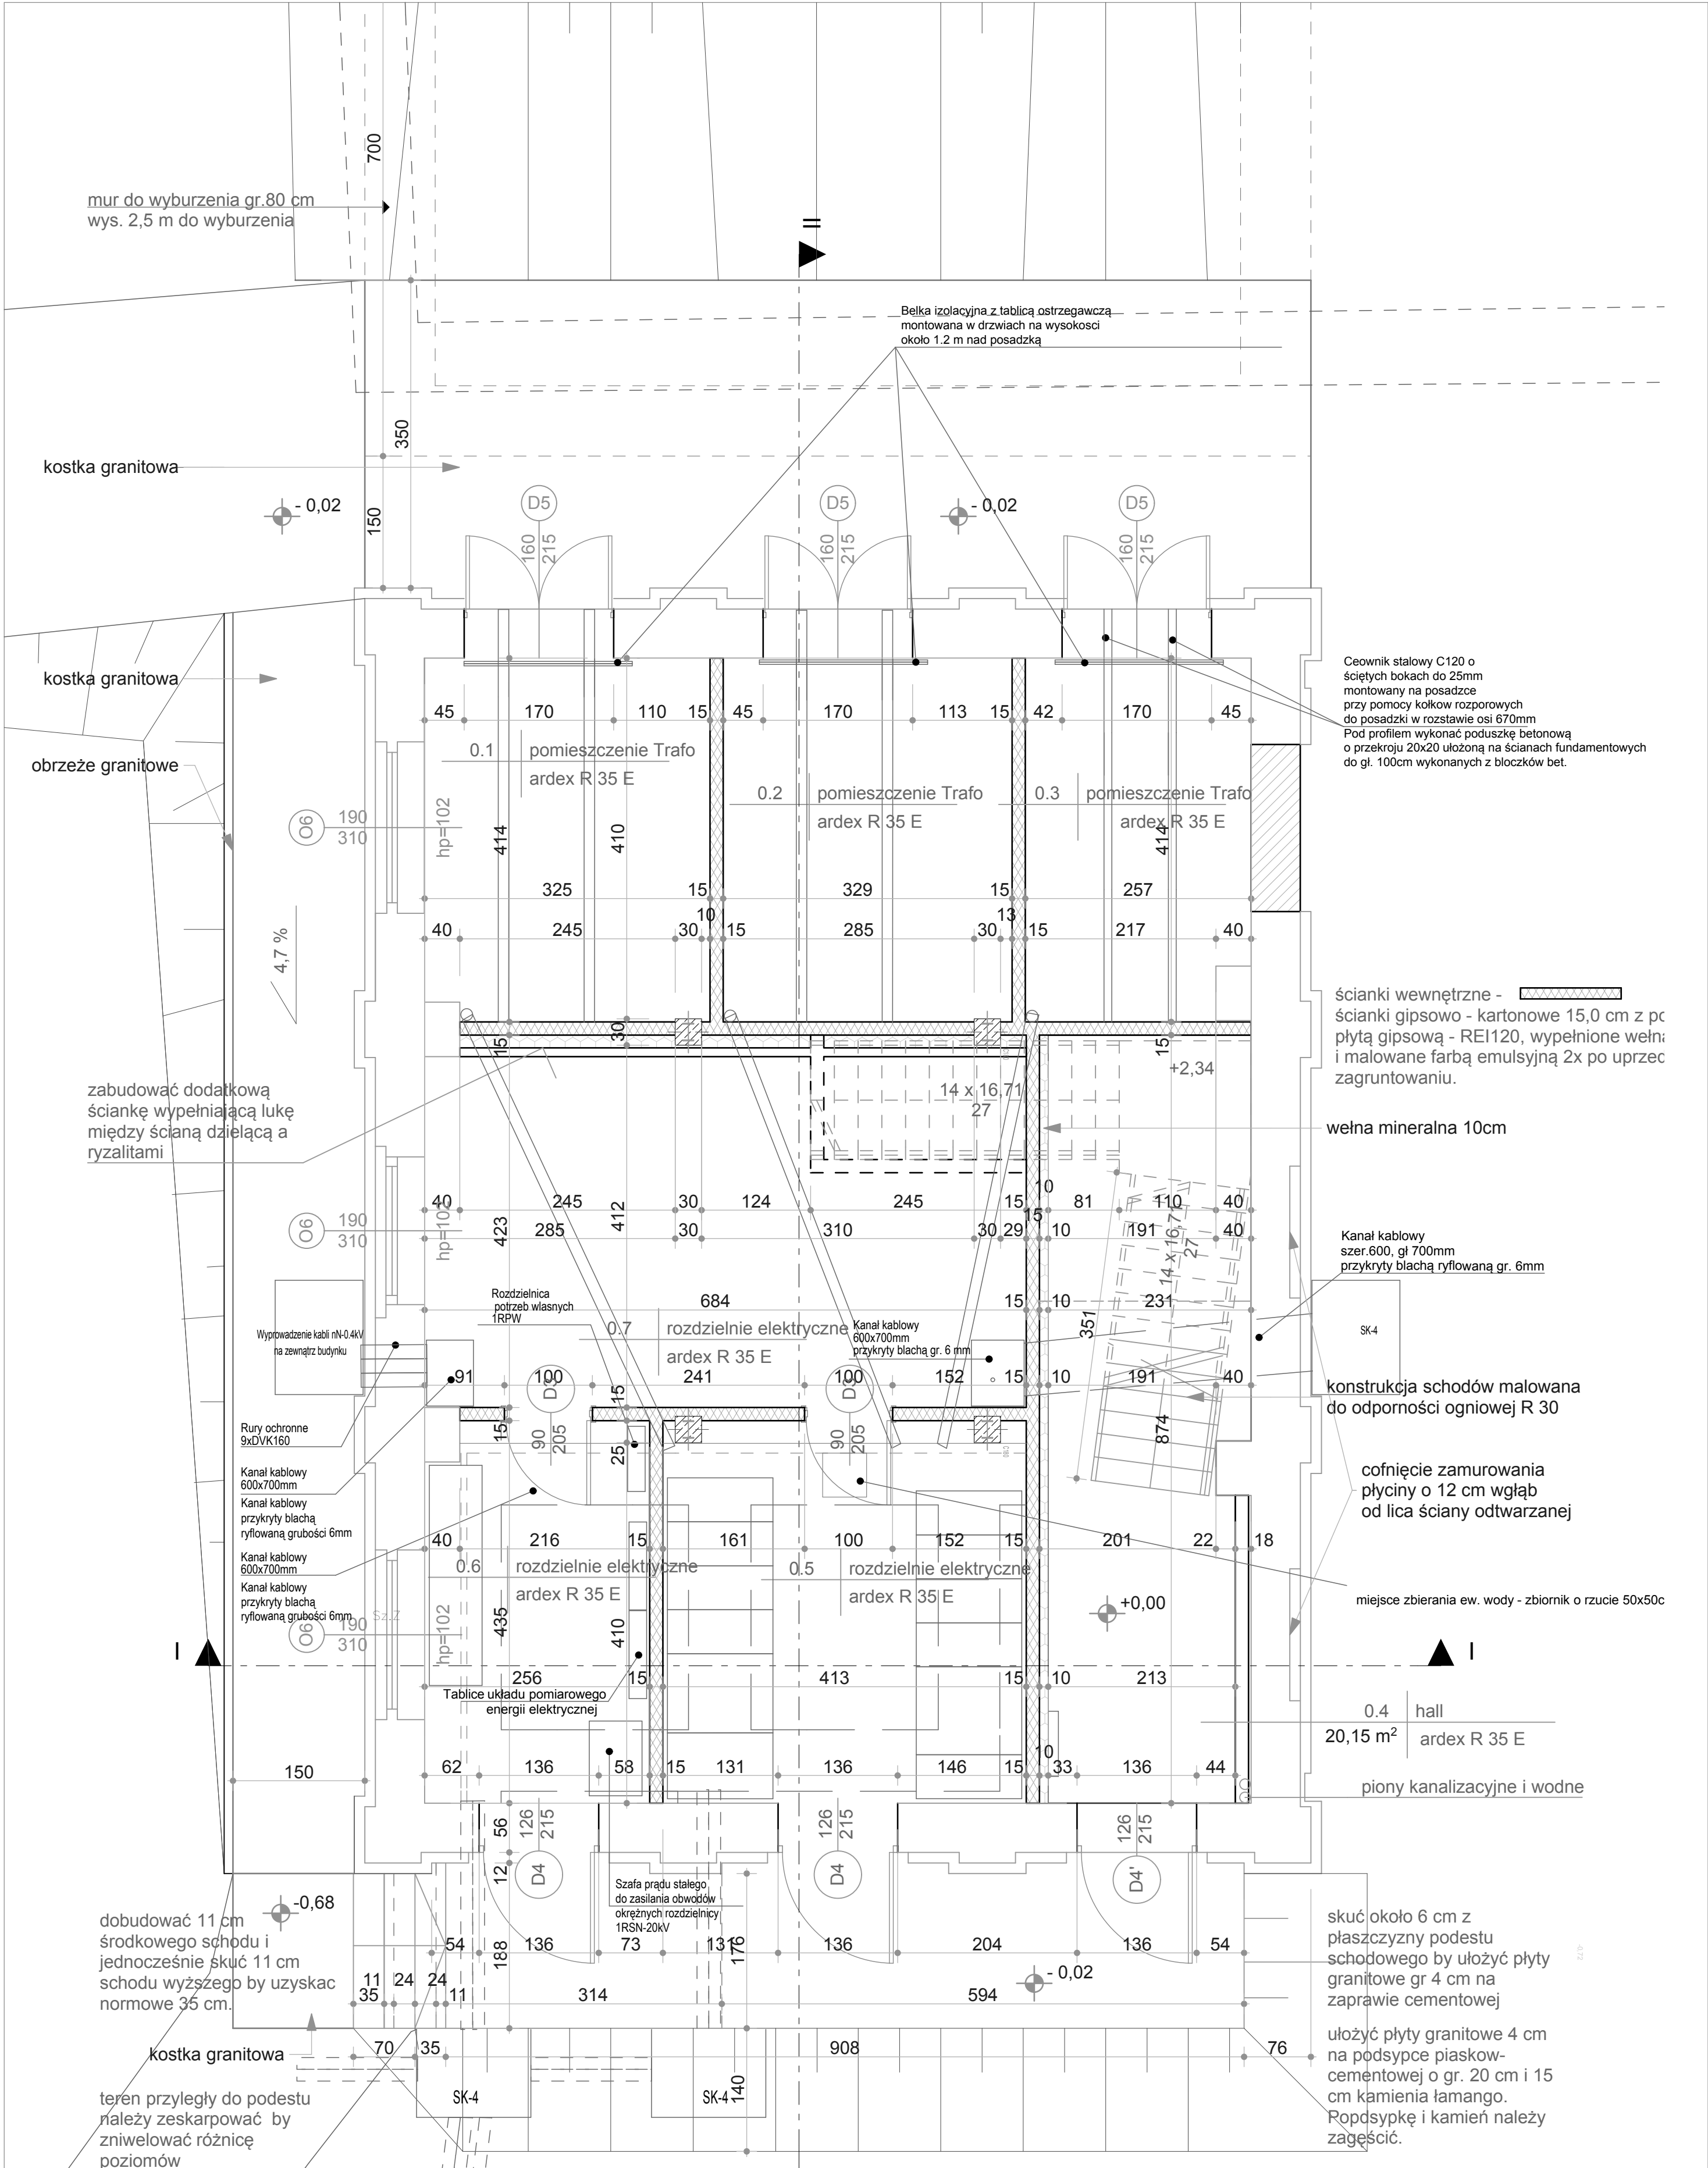 700
mur do wyburzenia gr.80 cm
wys. 2,5 m do wyburzenia
II
Belka izolacyjna z tablicą ostrzegawczą
montowana w drzwiach na wysokosci
około 1.2 m nad posadzką
350
kostka granitowa
- 0,02
150
D5
160
215
D5
160
215
- 0,02
D5
160
215
kostka granitowa
obrzeże granitowe
Ceownik stalowy C120 o
ściętych bokach do 25mm
montowany na posadzce
przy pomocy kołkow rozporowych
do posadzki w rozstawie osi 670mm
Pod profilem wykonać poduszkę betonową
o przekroju 20x20 ułożoną na ścianach fundamentowych
do gł. 100cm wykonanych z bloczków bet.
45 170 110 15 45 170 113 15 42 170 45
0.1 pomieszczenie Trafo
ardex R 35 E
0.2 pomieszczenie Trafo
ardex R 35 E
0.3 pomieszczenie Trafo
ardex R 35 E
O6 190
310
hp=102
414
410
414
325 15 329 15 257
10 13
40 245 30 15 285 30 15 217 40
4,7 %
ścianki wewnętrzne -
ścianki gipsowo - kartonowe 15,0 cm z po
płytą gipsową - REI120, wypełnione wełn
i malowane farbą emulsyjną 2x po uprzec
zagruntowaniu.
15
30
15
+2,34
14 x 16,71
27
zabudować dodatkową
ściankę wypełniającą lukę
między ścianą dzielącą a
ryzalitami
wełna mineralna 10cm
10
40 245 30 124 245 15 81 110 40
15
285 30 310 30 29 10 191 40
O6 190
310
hp=102
423
412
14 x 16,71
27
Kanał kablowy
szer.600, gł 700mm
przykryty blachą ryflowaną gr. 6mm
Rozdzielnica
potrzeb wlasnych
1RPW
684 15 10 231
351
0.7 rozdzielnie elektryczne
ardex R 35 E
Kanał kablowy
600x700mm
przykryty blachą gr. 6 mm
Wyprowadzenie kabli nN-0.4kV
na zewnątrz budynku
SK-4
91 100 241 100 152 15 10 191 40
D3
90
205
D3
90
205
15
15
25
874
konstrukcja schodów malowana
do odporności ogniowej R 30
Rury ochronne
9xDVK160
Kanał kablowy
600x700mm
Kanał kablowy
przykryty blachą
ryflowaną grubości 6mm
Kanał kablowy
600x700mm
Kanał kablowy
przykryty blachą
ryflowaną grubości 6mm
cofnięcie zamurowania
płyciny o 12 cm wgłąb
od lica ściany odtwarzanej
40 216 15 161 100 152 15 201 22 18
0.6 rozdzielnie elektryczne
ardex R 35 E
0.5 rozdzielnie elektryczne
ardex R 35 E
miejsce zbierania ew. wody - zbiornik o rzucie 50x50c
+0,00
Sz.Z
O6 190
310
hp=102
435
410
I
I
256 15 413 15 10 213
Tablice układu pomiarowego
energii elektrycznej
0.4 hall
20,15 m²
ardex R 35 E
150
10
62 136 58 15 131 136 146 15 33 136 44
piony kanalizacyjne i wodne
56
12
126
215
D4
126
215
D4
126
215
D4'
Szafa prądu stałego
do zasilania obwodów
okrężnych rozdzielnicy
1RSN-20kV
-0,68
dobudować 11 cm
środkowego schodu i
jednocześnie skuć 11 cm
schodu wyższego by uzyskac
normowe 35 cm.
54 136 73 131 136 204 136 54
188
176
- 0,02
11 24 24
35 11 314 594
skuć około 6 cm z
płaszczyzny podestu
schodowego by ułożyć płyty
granitowe gr 4 cm na
zaprawie cementowej
kostka granitowa
70 35 908 76
ułożyć płyty granitowe 4 cm
na podsypce piaskow-
cementowej o gr. 20 cm i 15
cm kamienia łamango.
Popdsypkę i kamień należy
zagęścić.
SK-4
SK-4
140
teren przyległy do podestu
należy zeskarpować by
zniwelować różnicę
poziomów